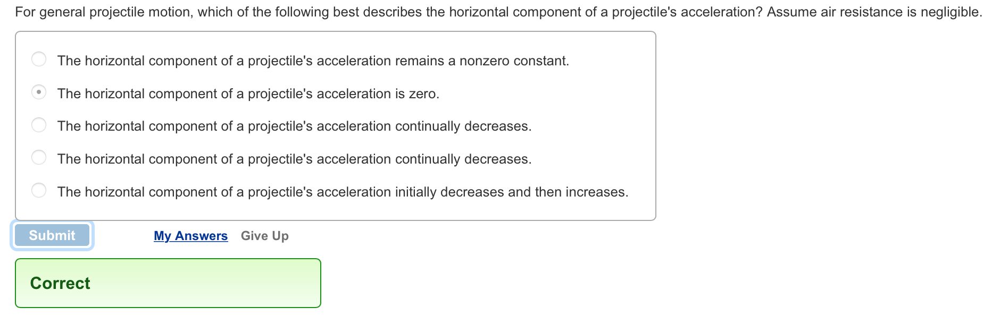 For general projectile motion, which of the following best describes the horizontal component of a projectile's acceleration? Assume air resistance is negligible.
The horizontal component of a projectile's acceleration remains a nonzero constant.
The horizontal component of a projectile's acceleration is zero.
The horizontal component of a projectile's acceleration continually decreases.
The horizontal component of a projectile's acceleration continually decreases.
The horizontal component of a projectile's acceleration initially decreases and then increases.
Submit My Answers Give Up
Correct